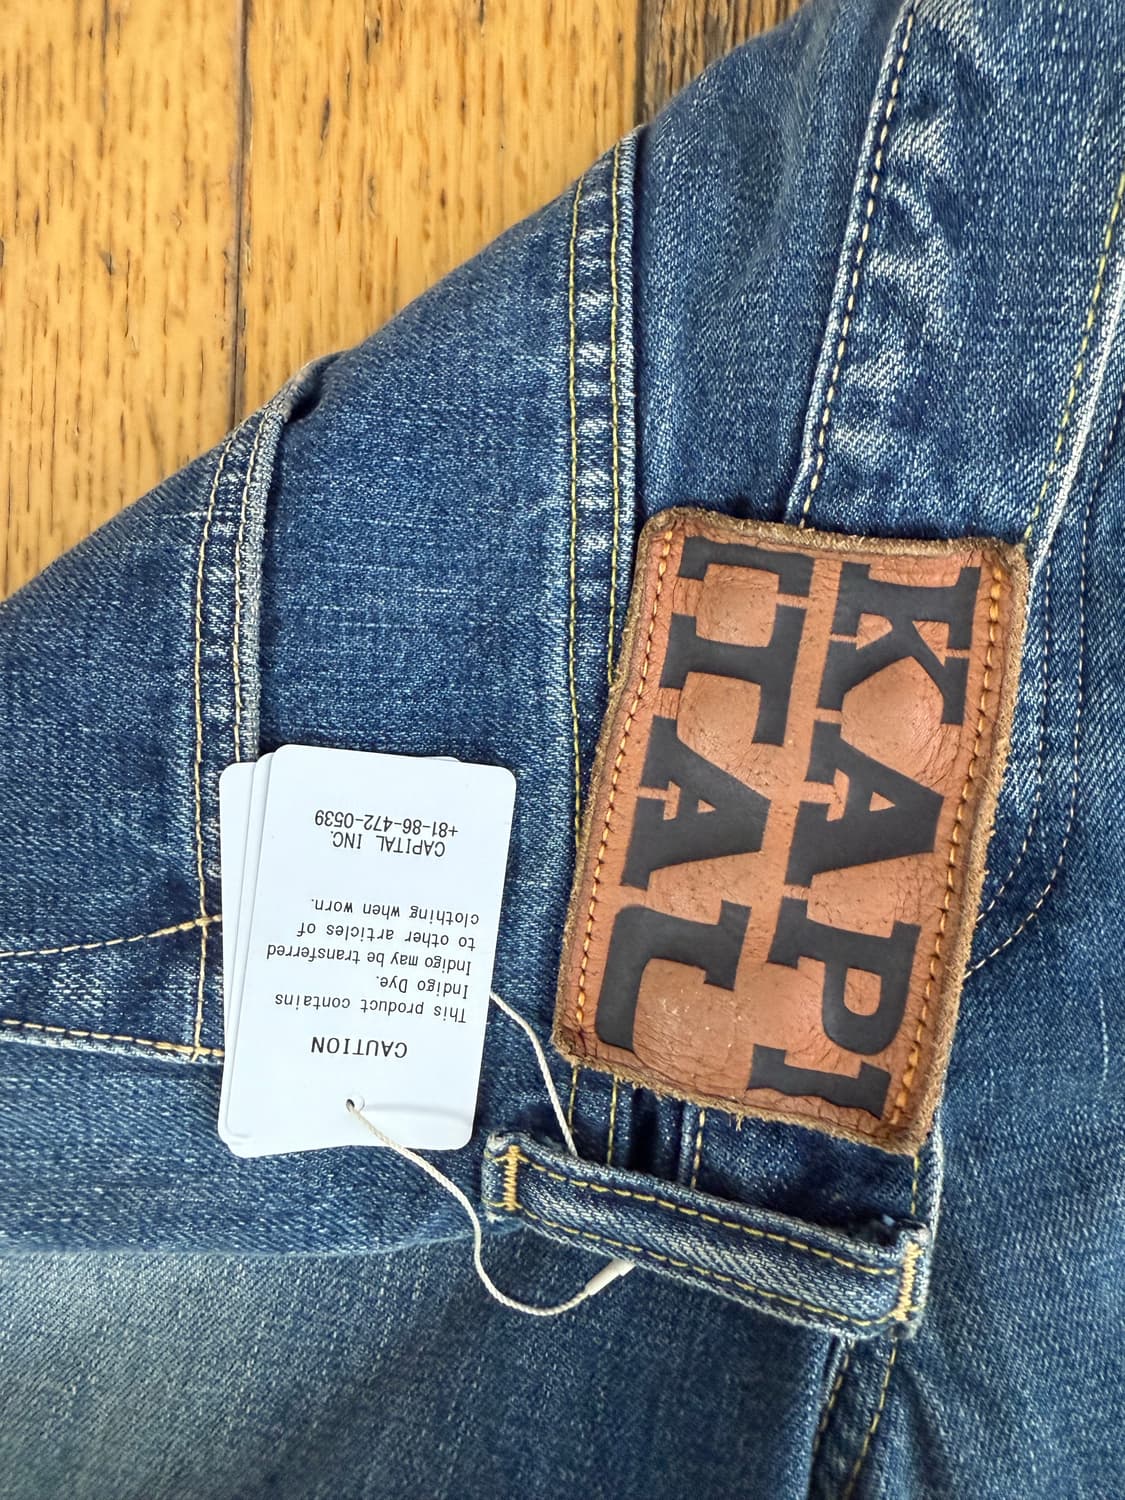 KAPI
TAL
CAUTION
This product contains
Indigo Dye.
Indigo may be transferred
to other articles of
clothing when worn.
CAPITAL INC.
+81-86-472-0539